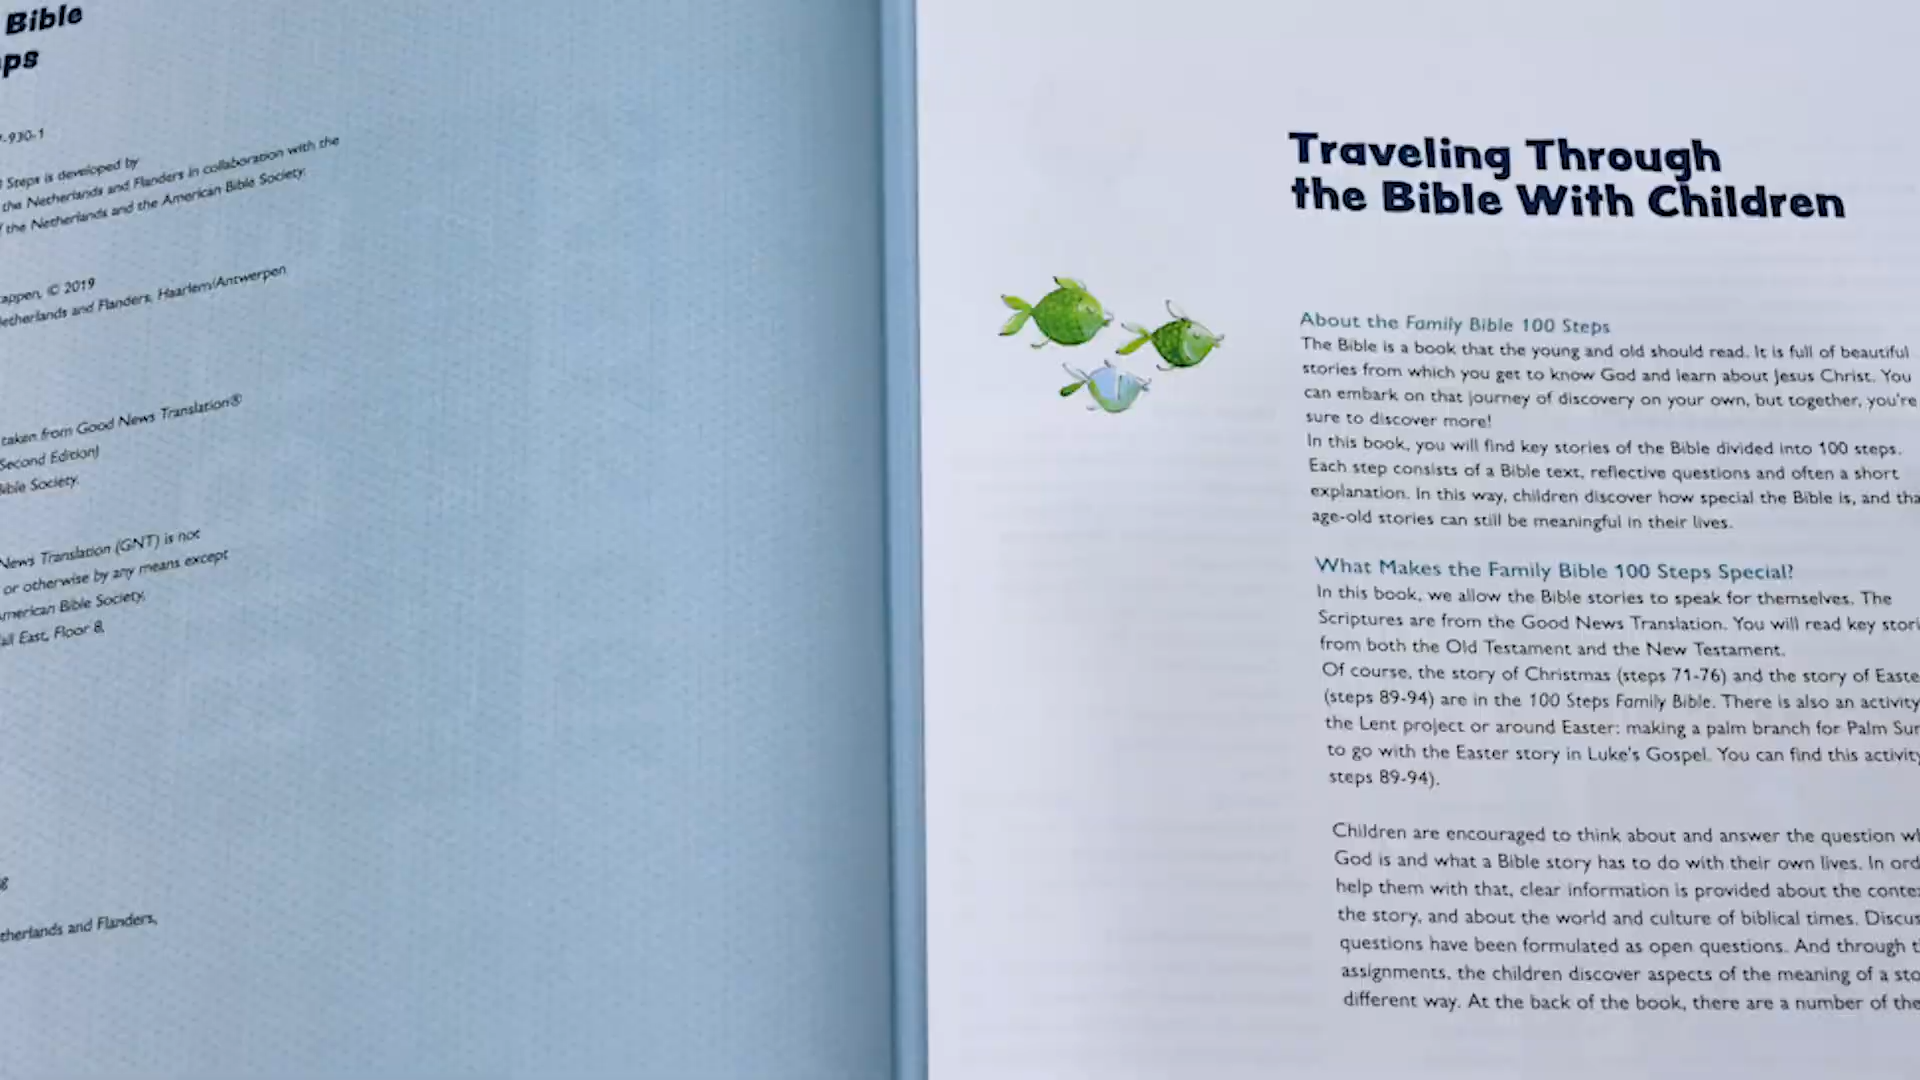 Bible
ps
-930-1
Steps is developed by
the Netherlands and Flanders in collaboration with the
the Netherlands and the American Bible Society.
appen, © 2019
etherlands and Flanders, Haarlem/Antwerpen
taken from Good News Translation®
Second Edition)
ible Society.
News Translation (GNT) is not
or otherwise by any means except
merican Bible Society,
all East, Floor 8,
therlands and Flanders,
Traveling Through
the Bible With Children
About the Family Bible 100 Steps
The Bible is a book that the young and old should read. It is full of beautiful
stories from which you get to know God and learn about Jesus Christ. You
can embark on that journey of discovery on your own, but together, you're
sure to discover more!
In this book, you will find key stories of the Bible divided into 100 steps.
Each step consists of a Bible text, reflective questions and often a short
explanation. In this way, children discover how special the Bible is, and tha
age-old stories can still be meaningful in their lives.
What Makes the Family Bible 100 Steps Special?
In this book, we allow the Bible stories to speak for themselves. The
Scriptures are from the Good News Translation. You will read key stori
from both the Old Testament and the New Testament.
Of course, the story of Christmas (steps 71-76) and the story of Easte
(steps 89-94) are in the 100 Steps Family Bible. There is also an activity
the Lent project or around Easter: making a palm branch for Palm Sun
to go with the Easter story in Luke's Gospel. You can find this activity
steps 89-94).
Children are encouraged to think about and answer the question wh
God is and what a Bible story has to do with their own lives. In ord
help them with that, clear information is provided about the conte
the story, and about the world and culture of biblical times. Discus
questions have been formulated as open questions. And through t
assignments, the children discover aspects of the meaning of a sto
different way. At the back of the book, there are a number of the